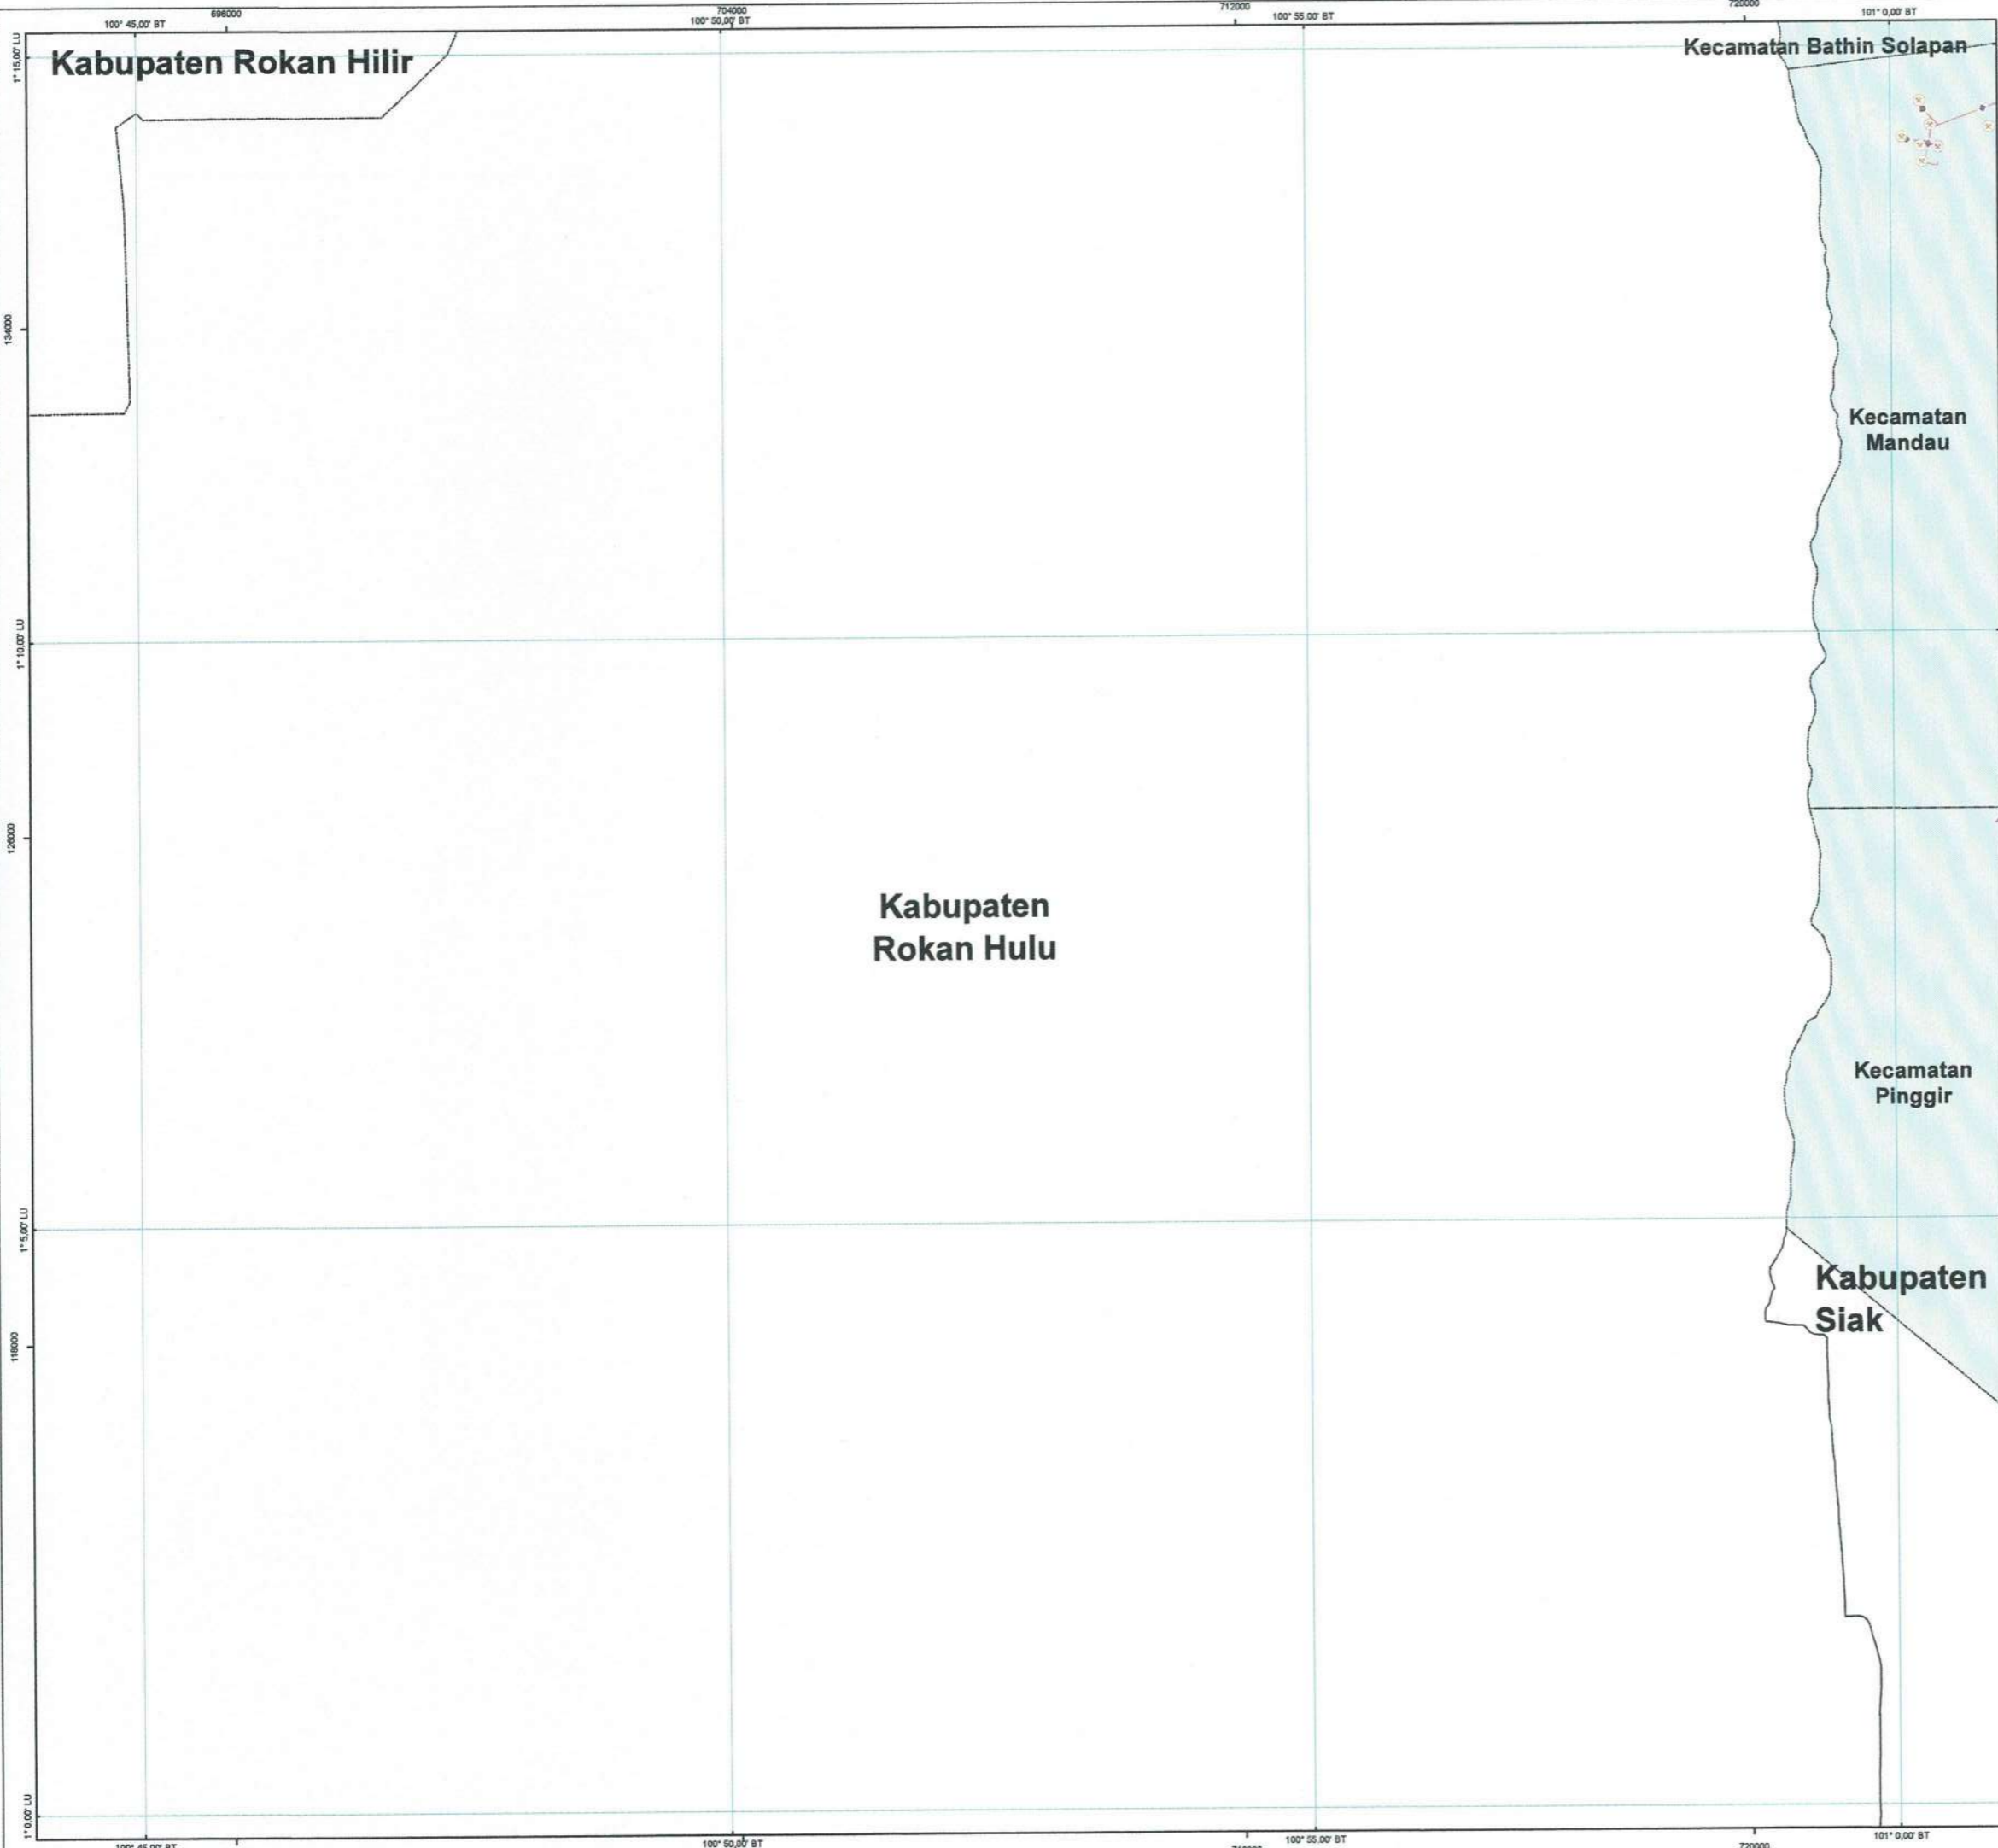 696000
704000
712000
720000
100° 45,00' BT
100° 50,00' BT
100° 55,00' BT
101° 0,00' BT
1° 15,00' LU
Kabupaten Rokan Hilir
Kecamatan Bathin Solapan
134000
Kecamatan
Mandau
1° 10,00' LU
126000
Kabupaten
Rokan Hulu
Kecamatan
Pinggir
1° 5,00' LU
Kabupaten
Siak
118000
1° 0,00' LU
100° 45,00' BT
100° 50,00' BT
100° 55,00' BT
720000
101° 0,00' BT